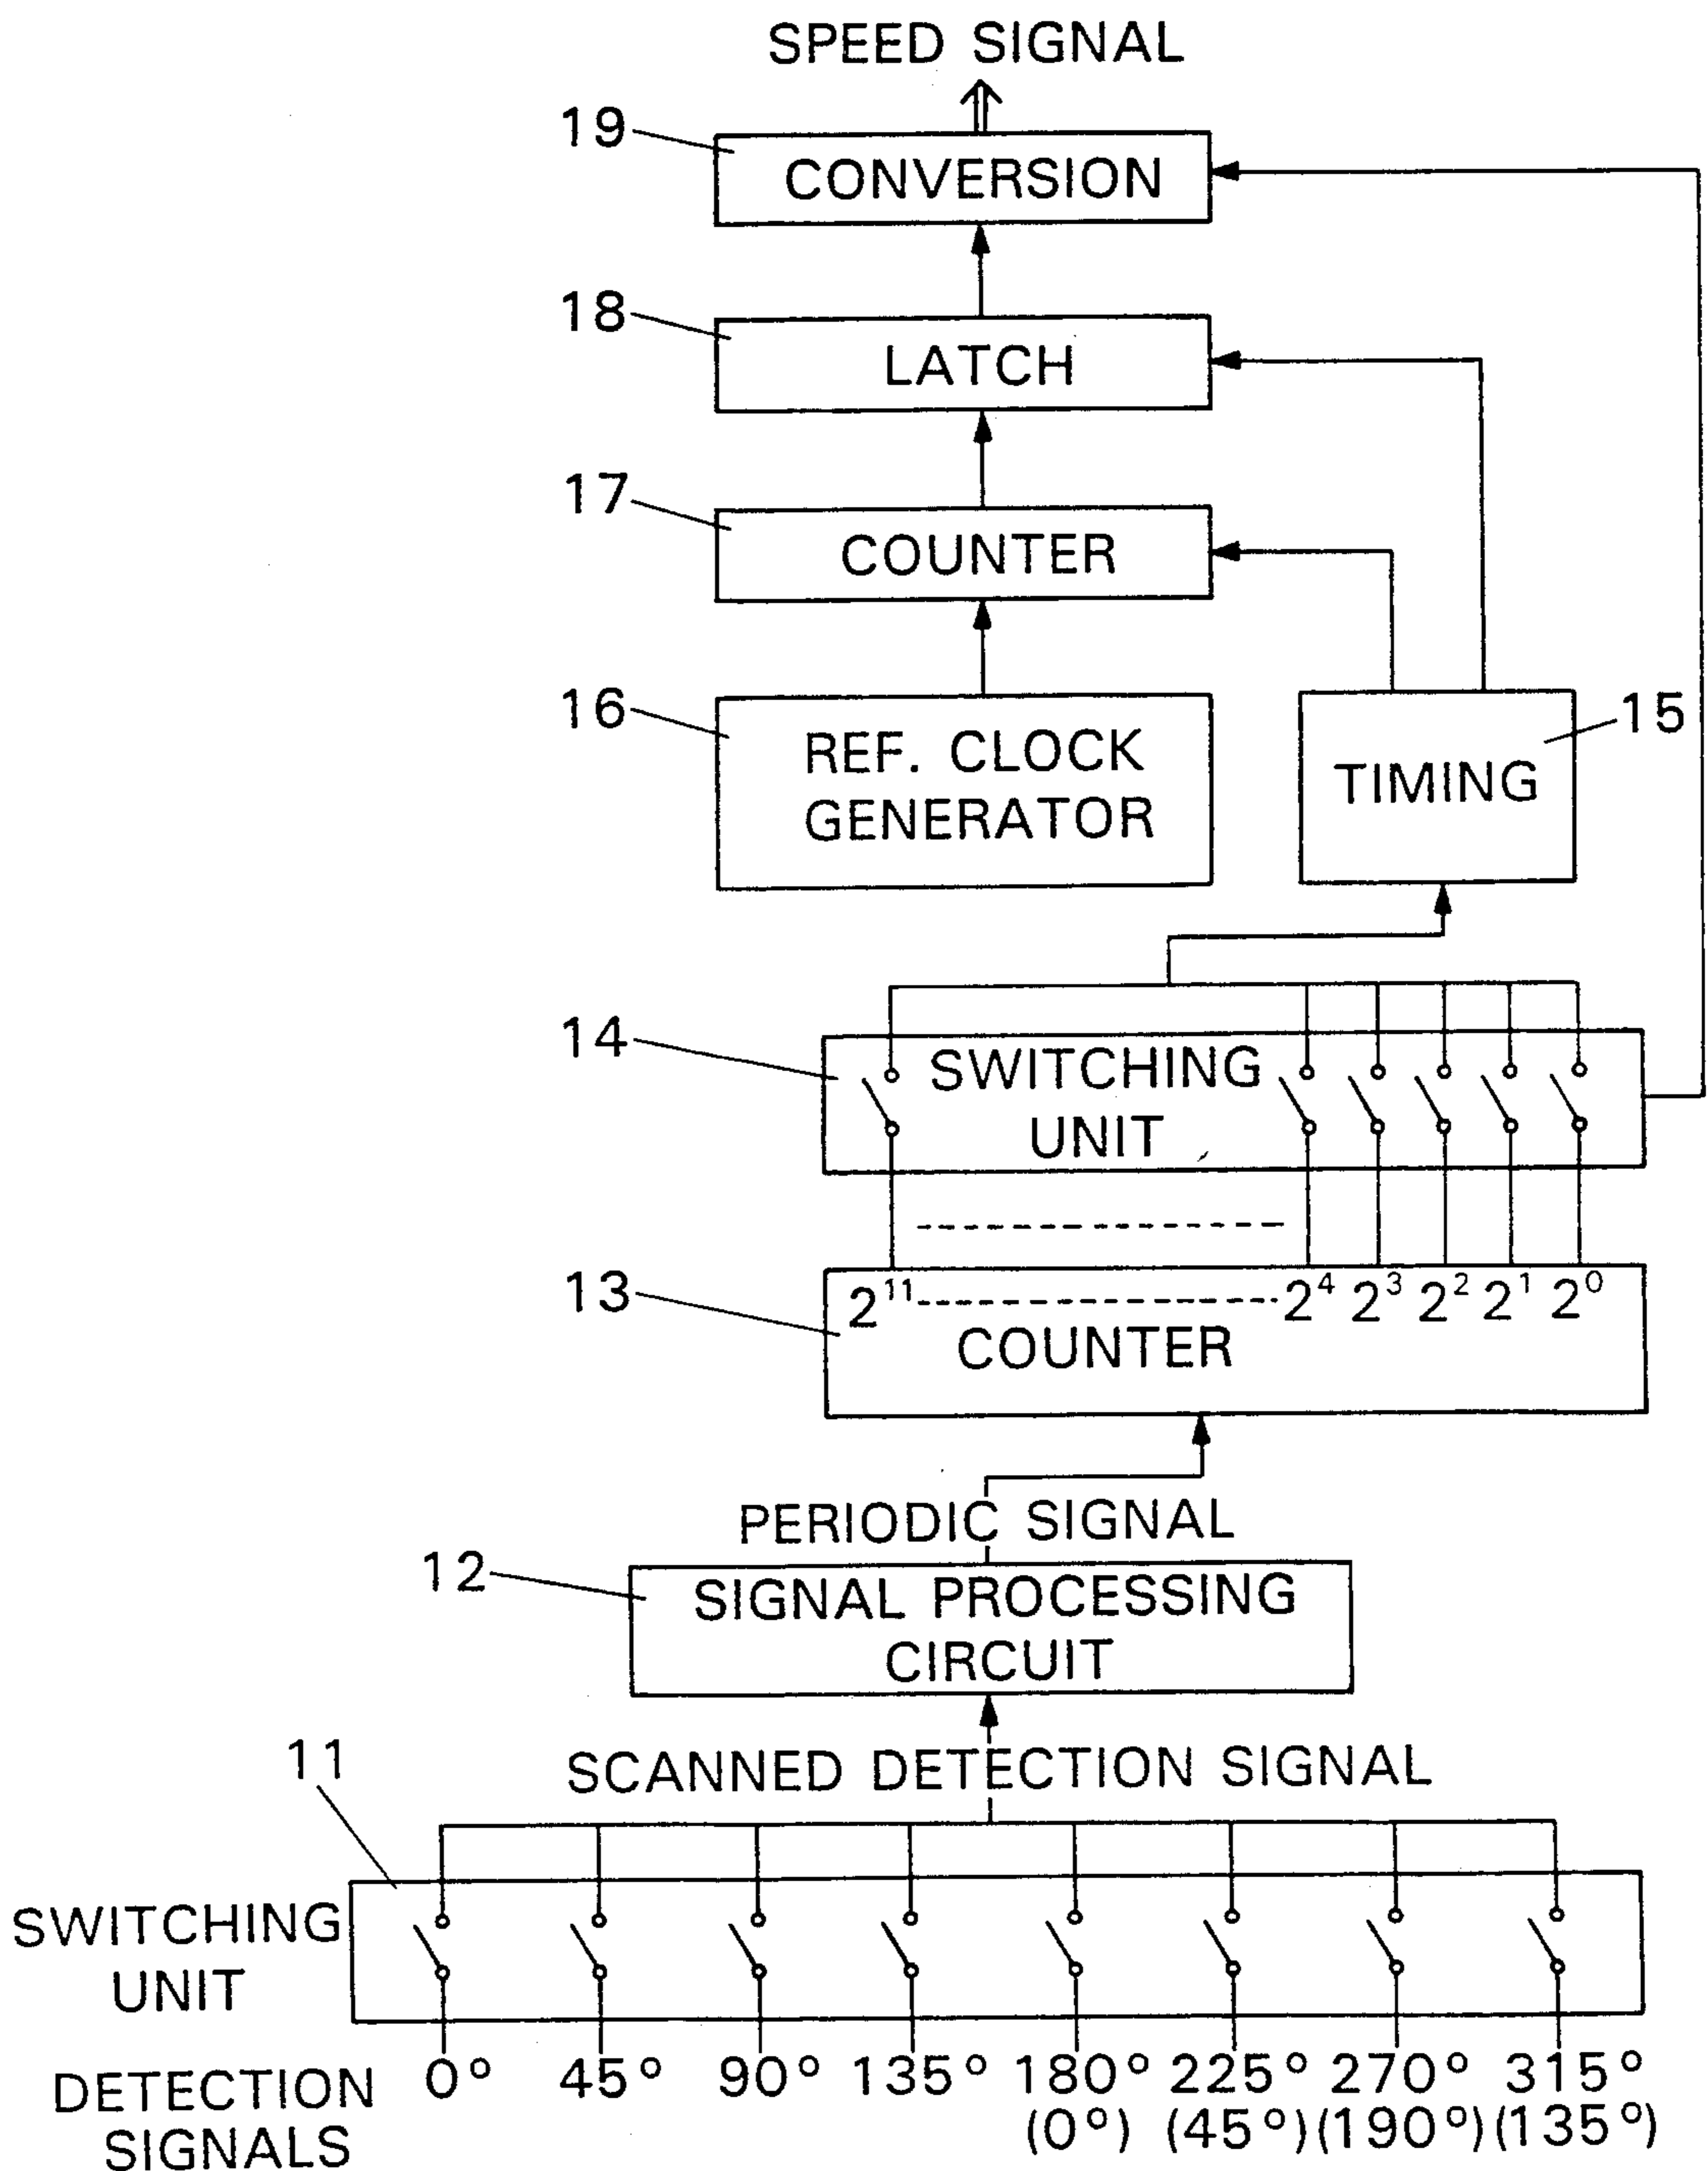 SPEED SIGNAL
19
CONVERSION
18
LATCH
17
COUNTER
16
REF. CLOCK
GENERATOR
15
TIMING
14
SWITCHING
UNIT
13
2¹¹ 2⁴ 2³ 2² 2¹ 2⁰
COUNTER
PERIODIC SIGNAL
12
SIGNAL PROCESSING
CIRCUIT
11
SCANNED DETECTION SIGNAL
SWITCHING
UNIT
DETECTION
SIGNALS
0° 45° 90° 135° 180° 225° 270° 315°
(0°) (45°) (190°) (135°)